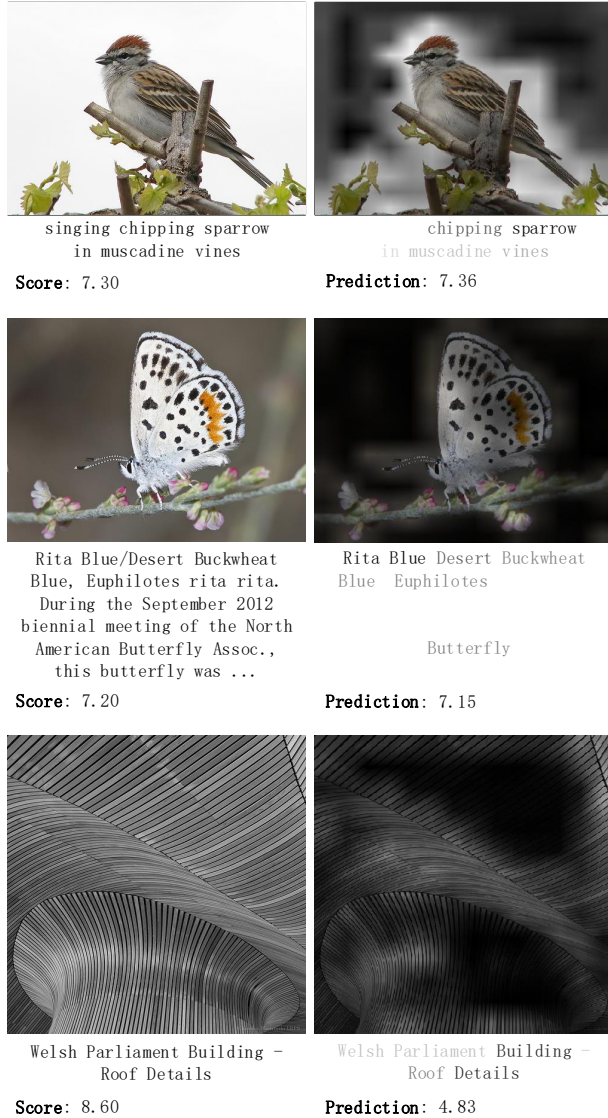 singing chipping sparrow
in muscadine vines
Score: 7.30
chipping sparrow
in muscadine vines
Prediction: 7.36
Rita Blue/Desert Buckwheat
Blue, Euphilotes rita rita.
During the September 2012
biennial meeting of the North
American Butterfly Assoc.,
this butterfly was ...
Score: 7.20
Rita Blue Desert Buckwheat
Blue Euphilotes
Butterfly
Prediction: 7.15
Welsh Parliament Building -
Roof Details
Score: 8.60
Welsh Parliament Building -
Roof Details
Prediction: 4.83